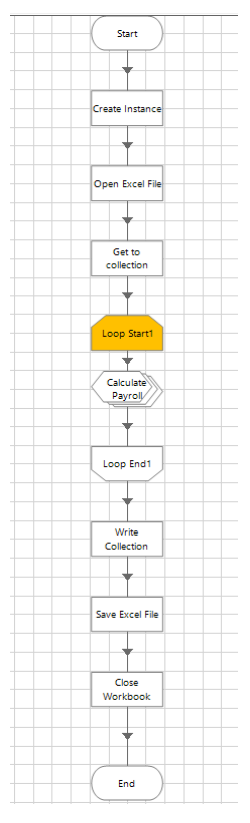 Start
Create Instance
Open Excel File
Get to
collection
Loop Start1
Calculate
Payroll
Loop End1
Write
Collection
Save Excel File
Close
Workbook
End